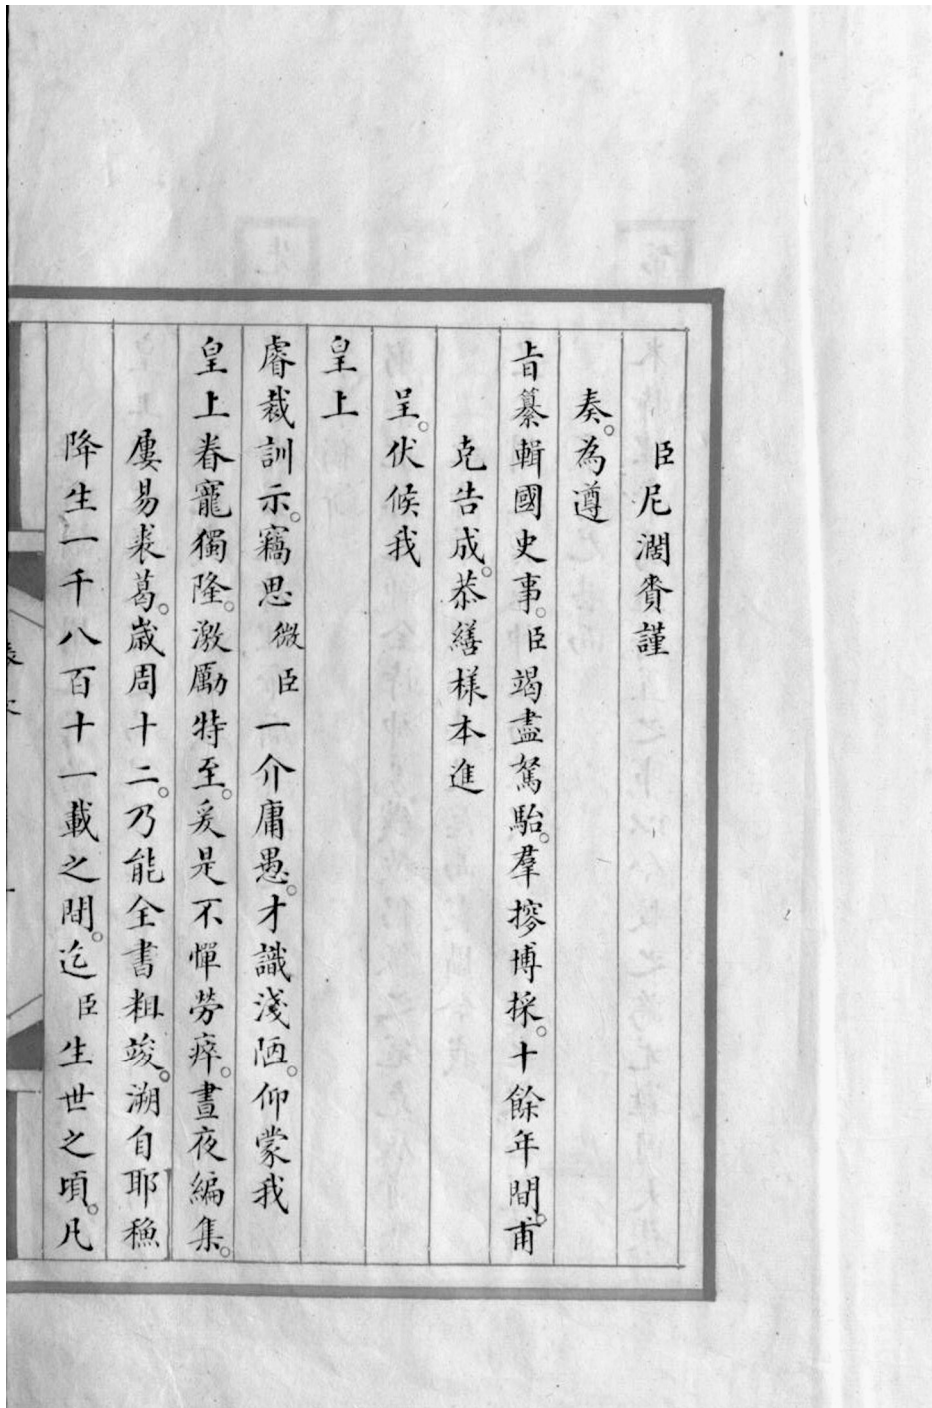 臣尼濶賚謹
奏。為遵
旨纂輯國史事。臣竭盡駑駘。羣搜博採。十餘年間。甫
克告成。恭繕樣本進
呈。伏候我
皇上
睿裁訓示。竊思微臣一介庸愚。才識淺陋。仰蒙我
皇上眷寵獨隆。激勵特至。爰是不憚勞瘁。晝夜編集。
屢易裘葛。歲周十二。乃能全書粗竣。溯自耶穌
降生一千八百十一載之間。迄臣生世之頃。凡